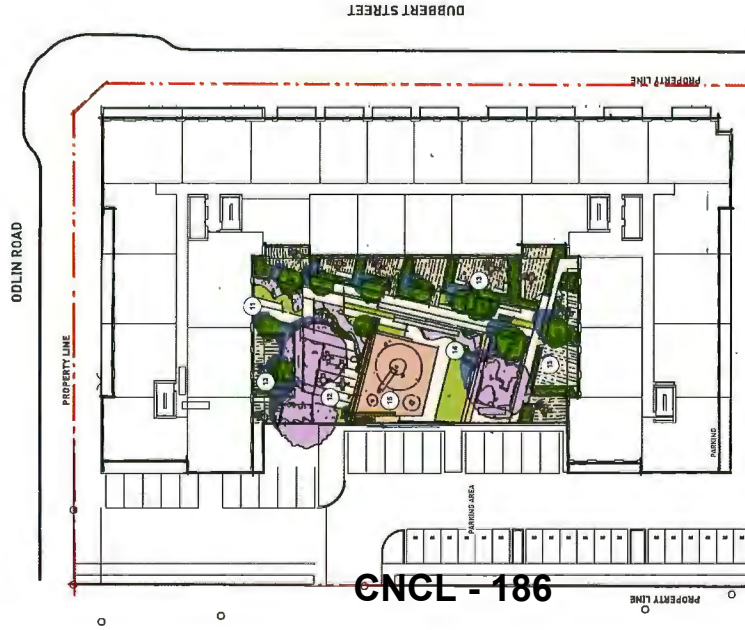 DUBBERT STREET
PROPERTY LINE
ODLIN ROAD
PROPERTY LINE
11
13
13
12
14
15
13
PARKING
PARKING AREA
CNCL - 186
PROPERTY LINE